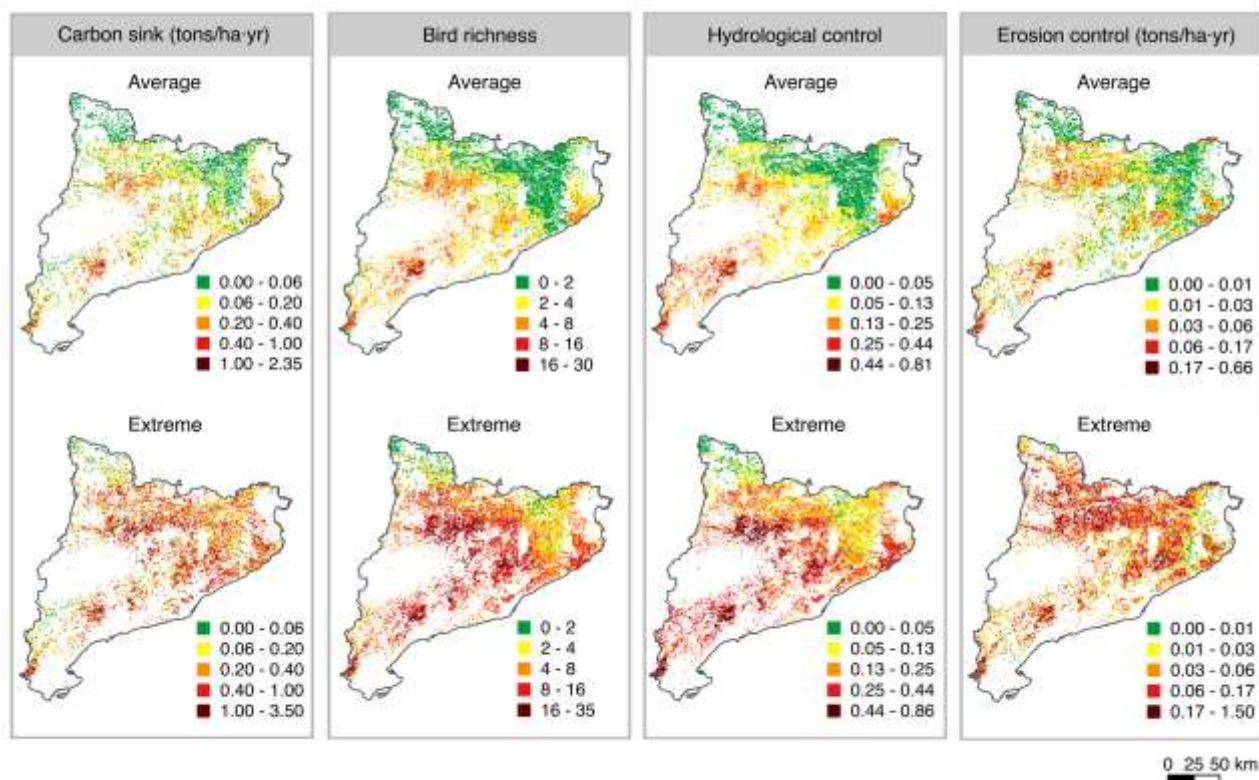 Carbon sink (tons/ha·yr)
Average
0.00 - 0.06
0.06 - 0.20
0.20 - 0.40
0.40 - 1.00
1.00 - 2.35
Extreme
0.00 - 0.06
0.06 - 0.20
0.20 - 0.40
0.40 - 1.00
1.00 - 3.50
Bird richness
Average
0 - 2
2 - 4
4 - 8
8 - 16
16 - 30
Extreme
0 - 2
2 - 4
4 - 8
8 - 16
16 - 35
Hydrological control
Average
0.00 - 0.05
0.05 - 0.13
0.13 - 0.25
0.25 - 0.44
0.44 - 0.81
Extreme
0.00 - 0.05
0.05 - 0.13
0.13 - 0.25
0.25 - 0.44
0.44 - 0.86
Erosion control (tons/ha·yr)
Average
0.00 - 0.01
0.01 - 0.03
0.03 - 0.06
0.06 - 0.17
0.17 - 0.66
Extreme
0.00 - 0.01
0.01 - 0.03
0.03 - 0.06
0.06 - 0.17
0.17 - 1.50
0 25 50 km